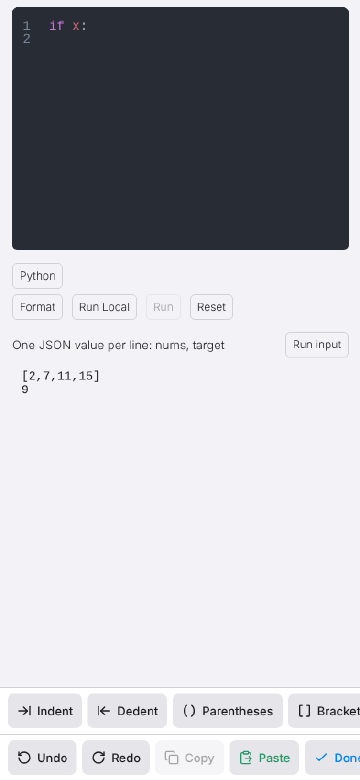 1 if x:
2
Python
Format Run Local Run Reset
One JSON value per line: nums, target Run input
[2,7,11,15]
9
Indent Dedent () Parentheses [] Bracket
Undo Redo Copy Paste Done